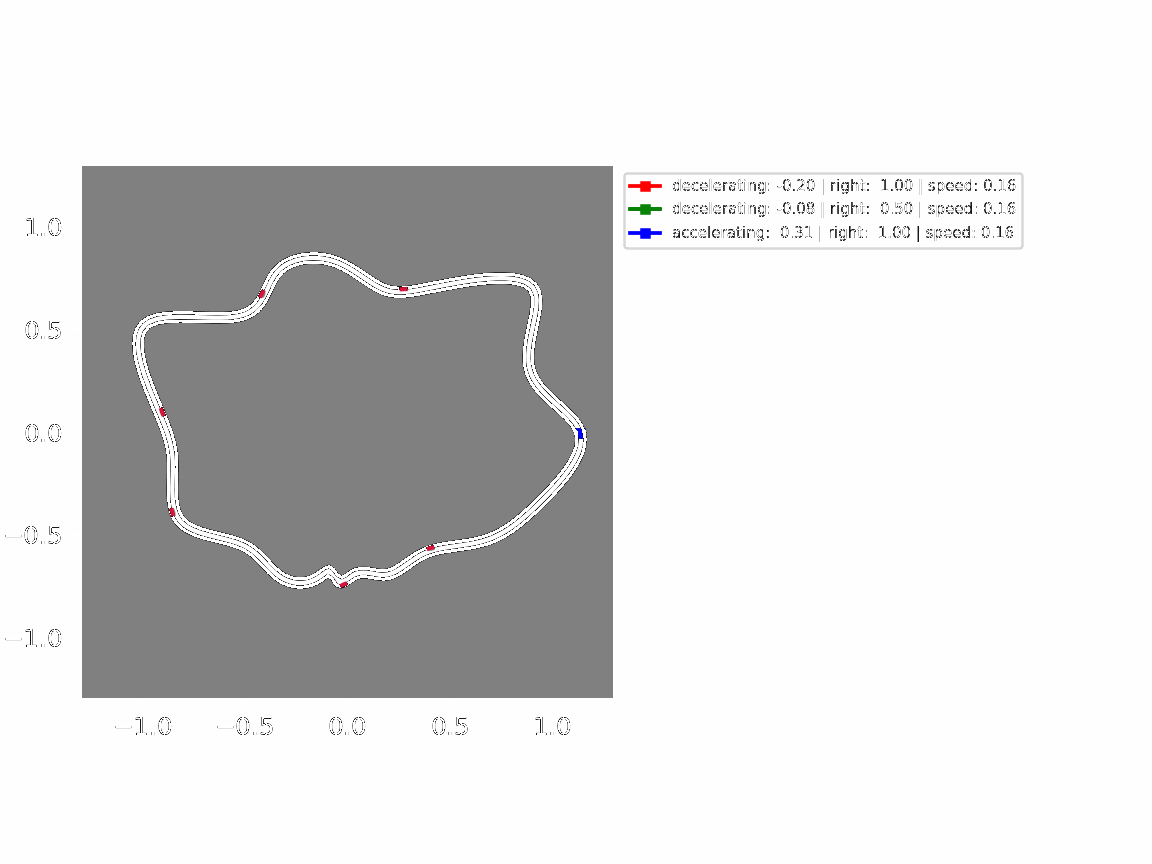 decelerating: -0.20 | right: 1.00 | speed: 0.16
decelerating: -0.08 | right: 0.50 | speed: 0.16
accelerating: 0.31 | right: 1.00 | speed: 0.16
1.0
0.5
0.0
−0.5
−1.0
−1.0 −0.5 0.0 0.5 1.0